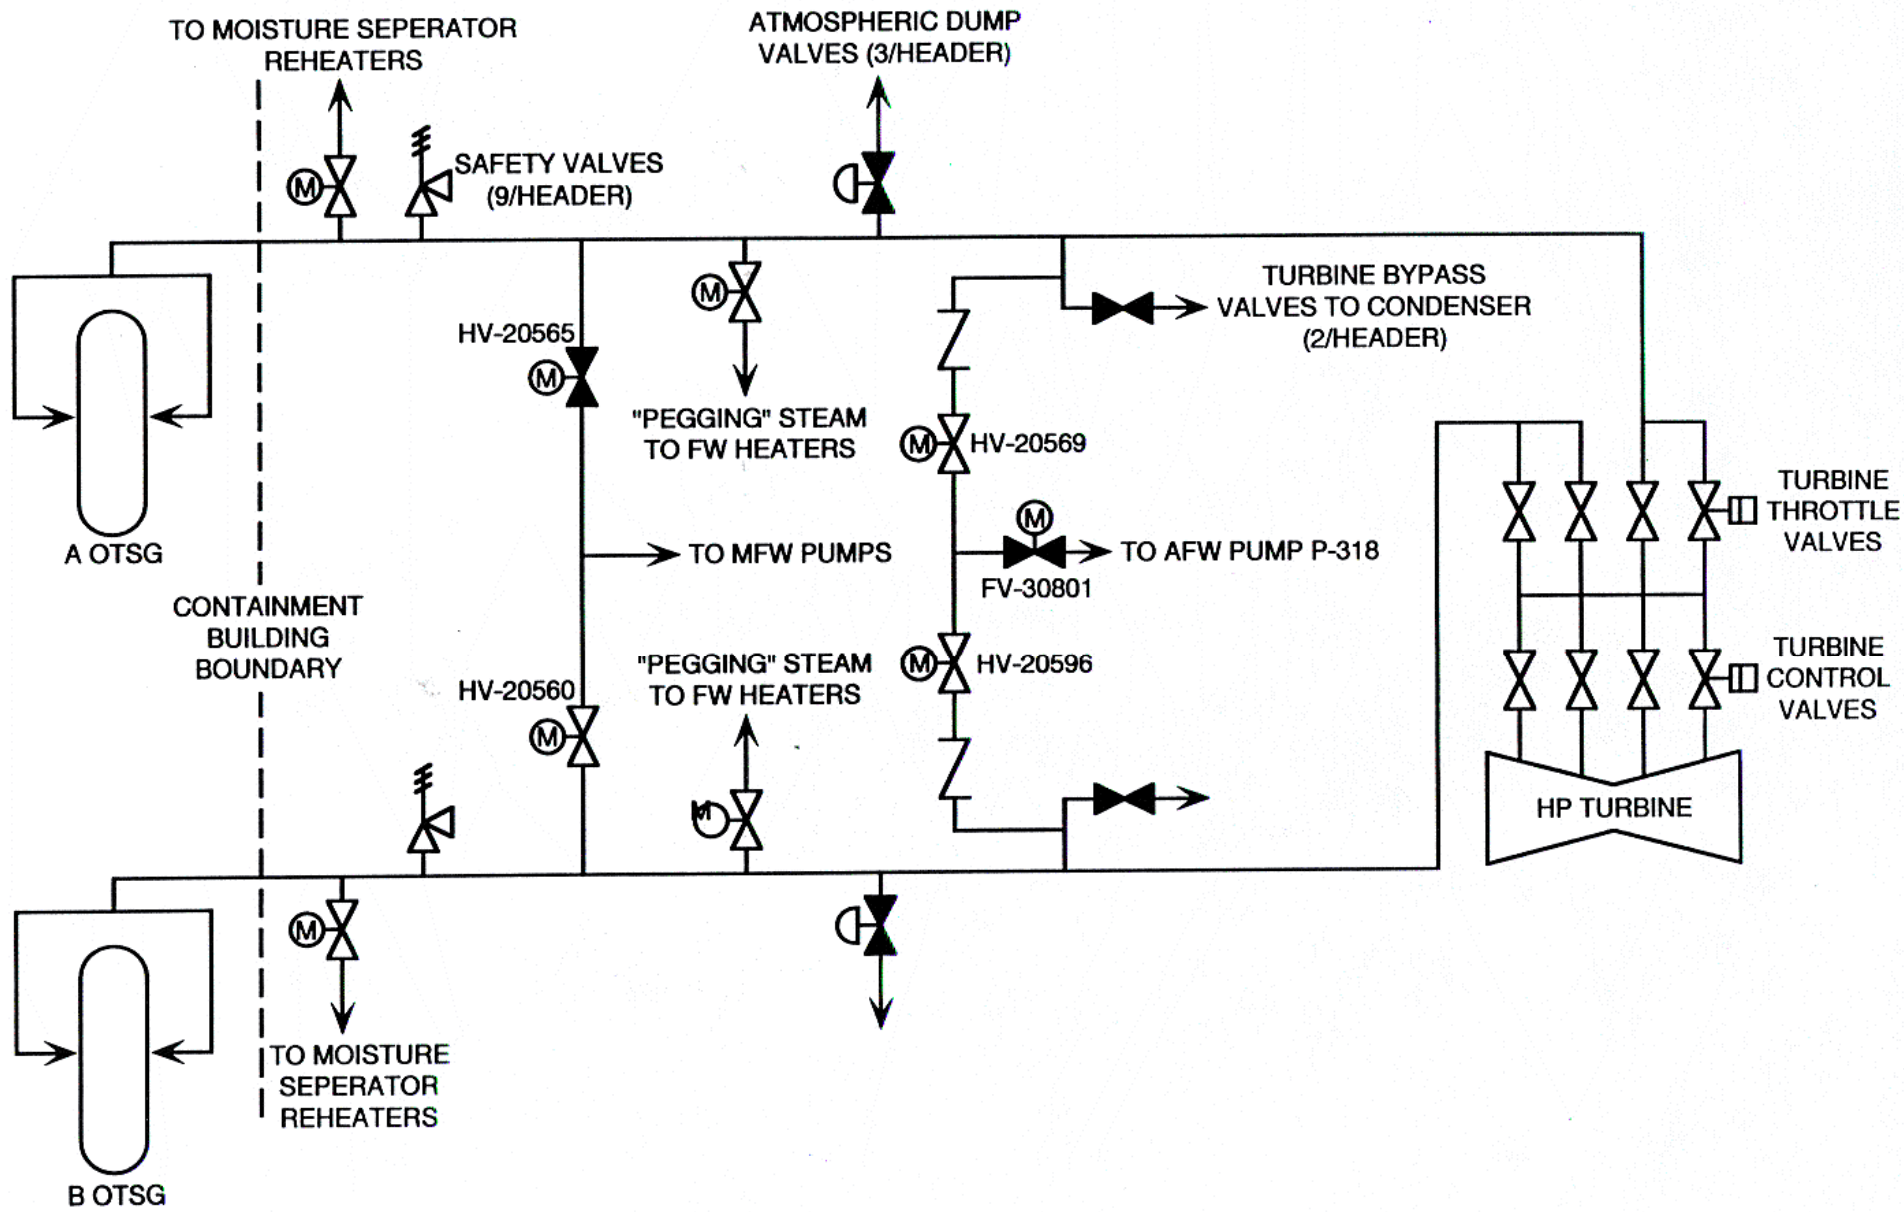 TO MOISTURE SEPERATOR
REHEATERS
ATMOSPHERIC DUMP
VALVES (3/HEADER)
M
SAFETY VALVES
(9/HEADER)
M
TURBINE BYPASS
VALVES TO CONDENSER
(2/HEADER)
HV-20565
M
"PEGGING" STEAM
TO FW HEATERS
M
HV-20569
TURBINE
THROTTLE
VALVES
M
A OTSG
TO MFW PUMPS
TO AFW PUMP P-318
FV-30801
CONTAINMENT
BUILDING
BOUNDARY
"PEGGING" STEAM
TO FW HEATERS
M
HV-20596
TURBINE
CONTROL
VALVES
HV-20560
M
M
HP TURBINE
M
TO MOISTURE
SEPERATOR
REHEATERS
B OTSG